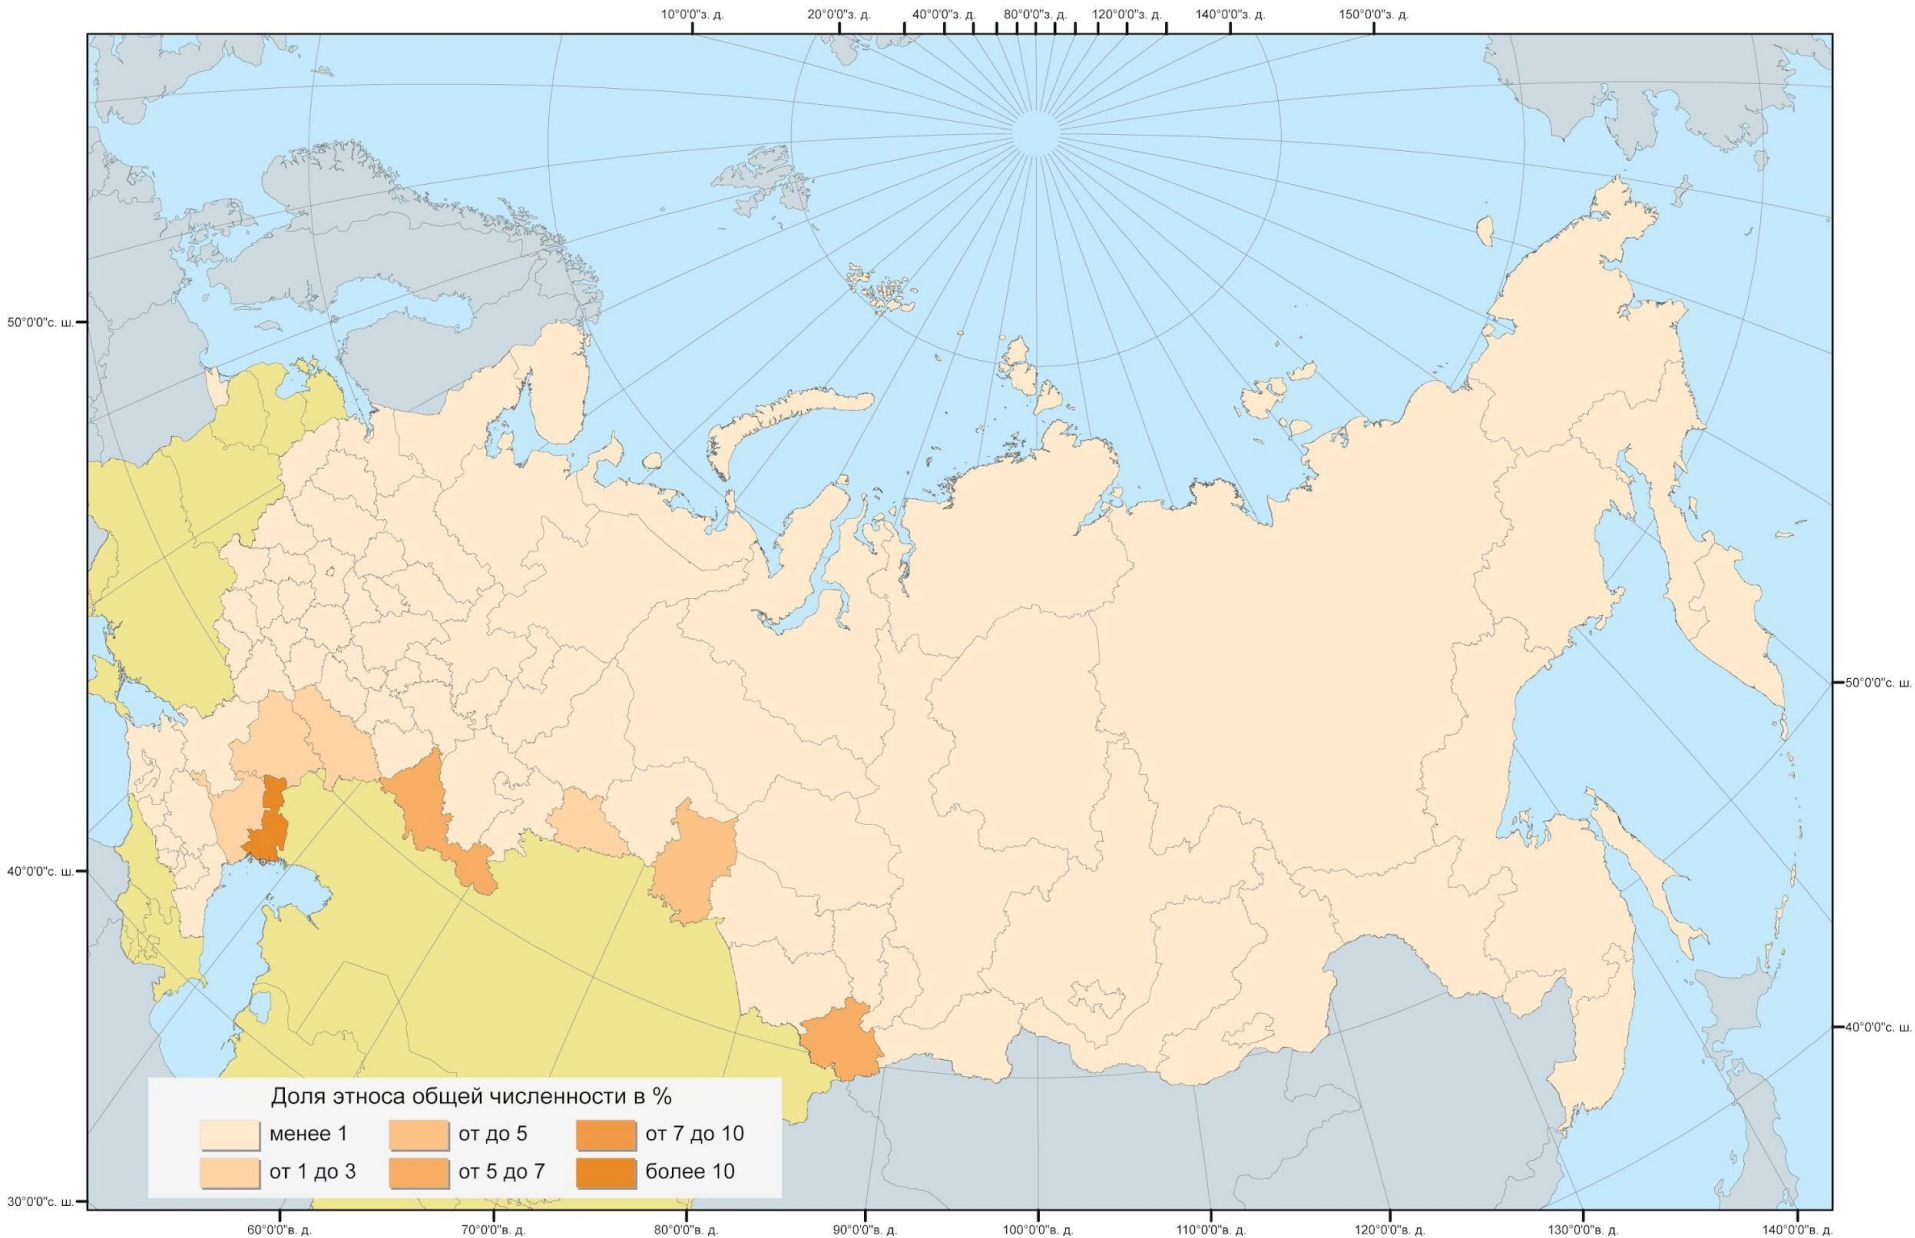 10°0'0"з. д. 20°0'0"з. д. 40°0'0"з. д. 80°0'0"з. д. 120°0'0"з. д. 140°0'0"з. д. 150°0'0"з. д.
50°0'0"с. ш.
50°0'0"с. ш.
40°0'0"с. ш.
40°0'0"с. ш.
30°0'0"с. ш.
Доля этноса общей численности в %
менее 1 от до 5 от 7 до 10
от 1 до 3 от 5 до 7 более 10
60°0'0"в. д. 70°0'0"в. д. 80°0'0"в. д. 90°0'0"в. д. 100°0'0"в. д. 110°0'0"в. д. 120°0'0"в. д. 130°0'0"в. д. 140°0'0"в. д.